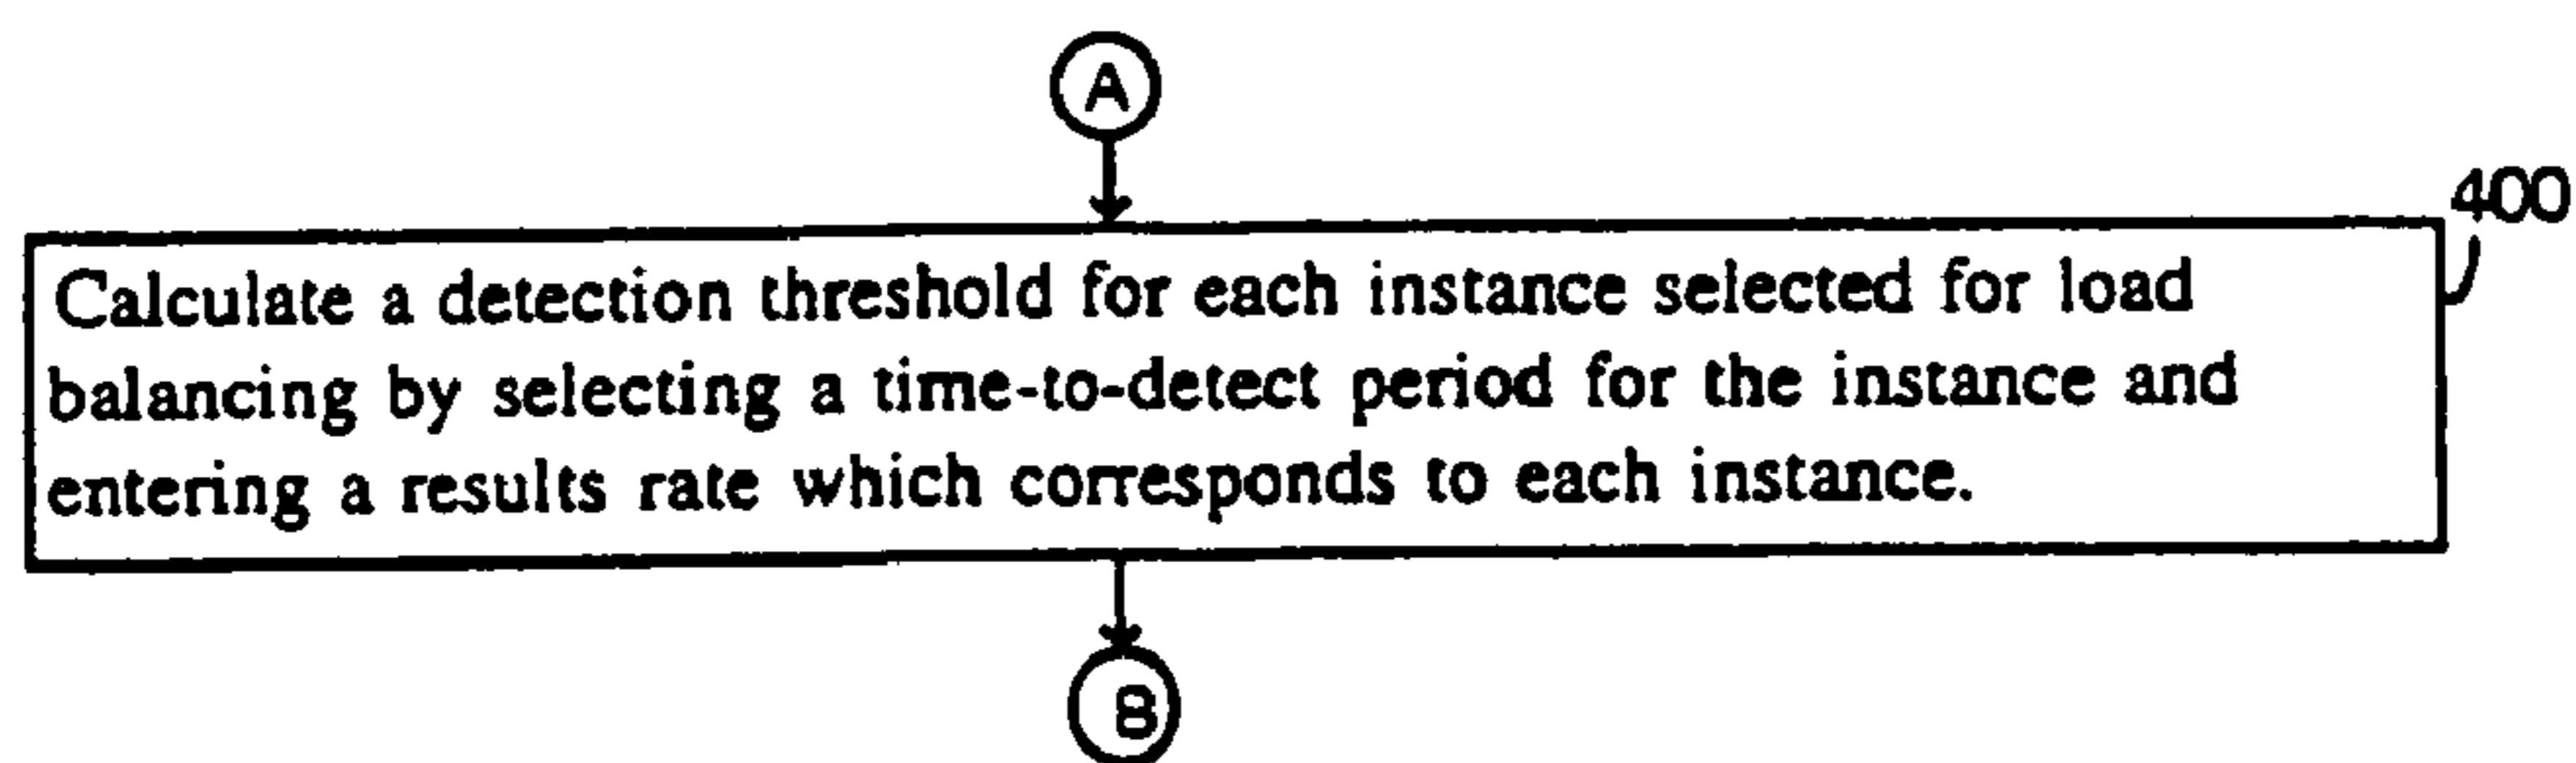 A
400
Calculate a detection threshold for each instance selected for load
balancing by selecting a time-to-detect period for the instance and
entering a results rate which corresponds to each instance.
B